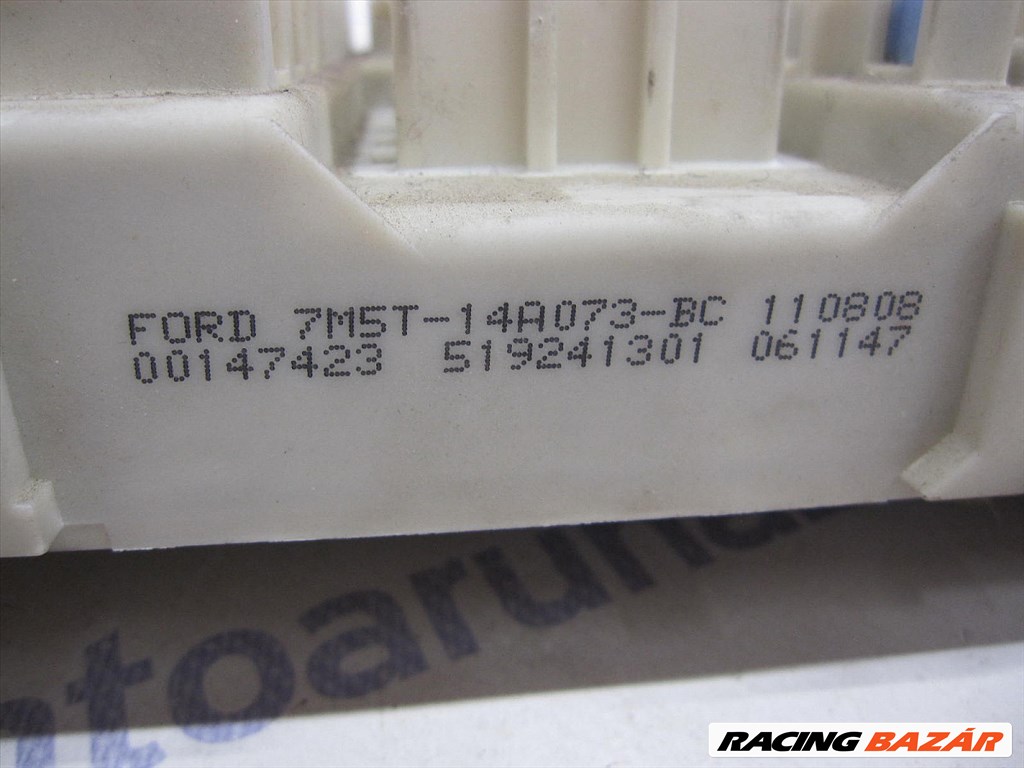 FORD 7M5T-14A073-BC 110808
00147423 519241301 061147
RACING BAZÁR